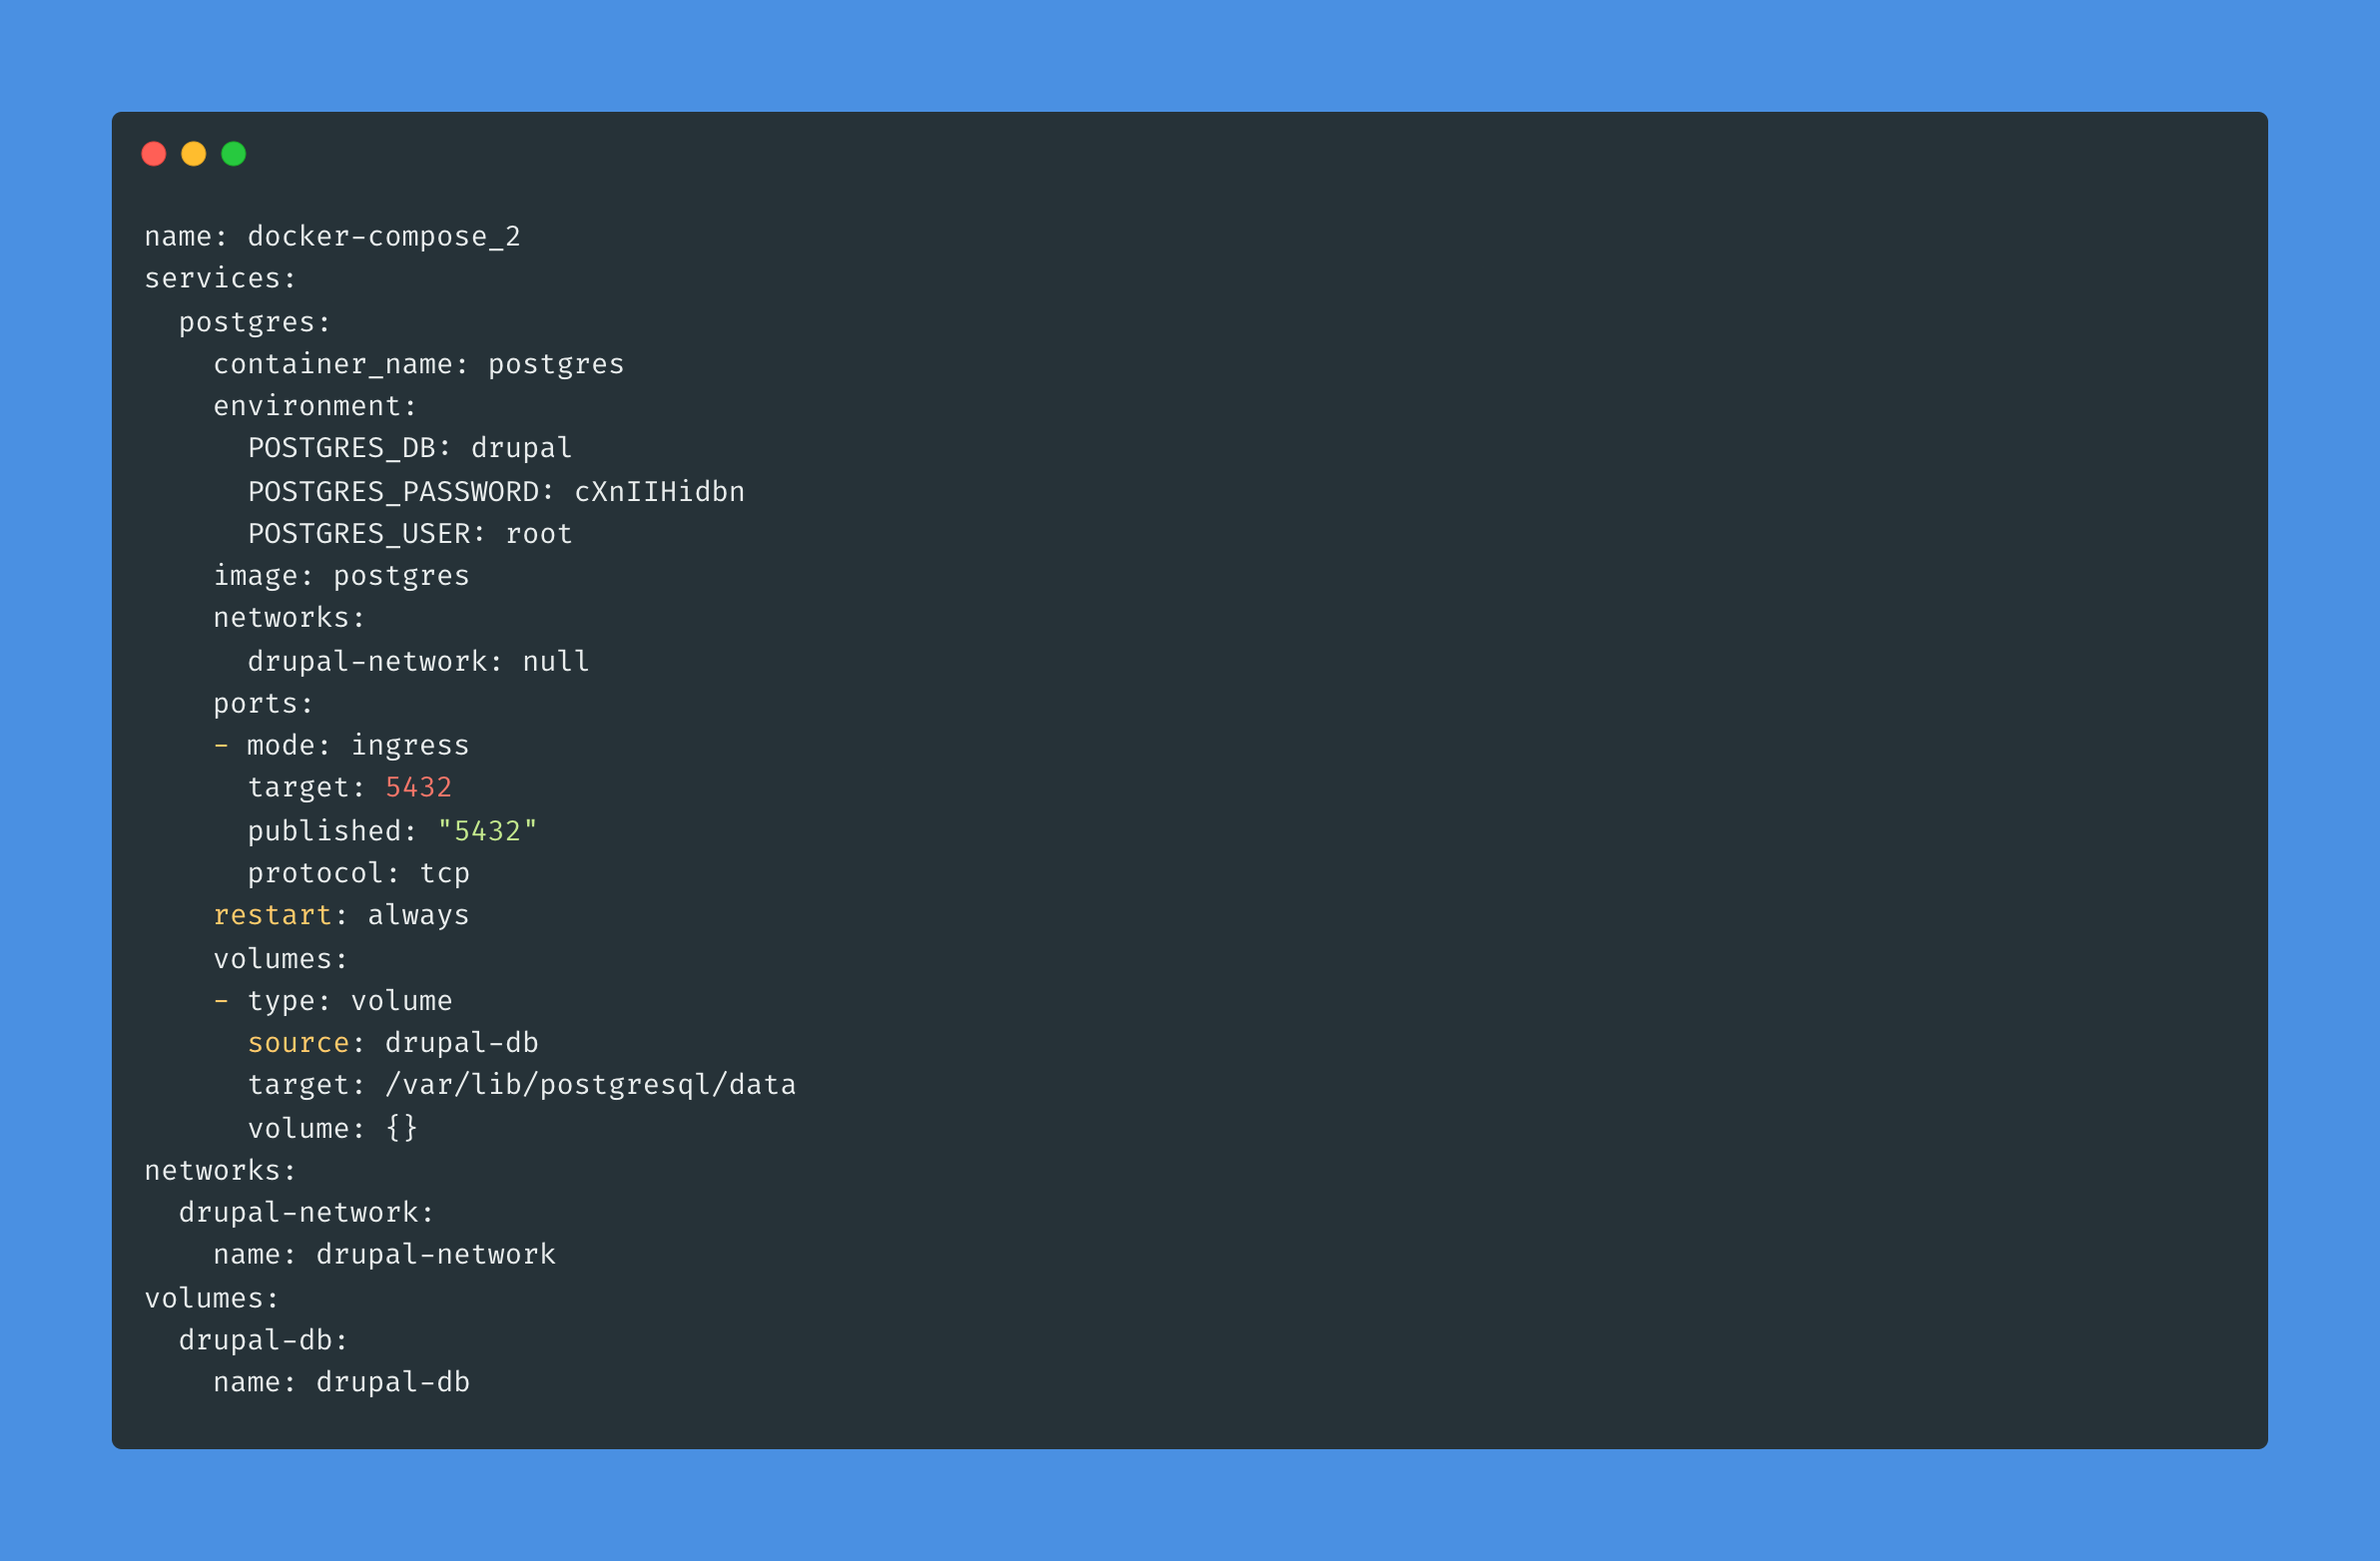 name: docker-compose_2
services:
  postgres:
    container_name: postgres
    environment:
      POSTGRES_DB: drupal
      POSTGRES_PASSWORD: cXnIIHidbn
      POSTGRES_USER: root
    image: postgres
    networks:
      drupal-network: null
    ports:
    - mode: ingress
      target: 5432
      published: "5432"
      protocol: tcp
    restart: always
    volumes:
    - type: volume
      source: drupal-db
      target: /var/lib/postgresql/data
      volume: {}
networks:
  drupal-network:
    name: drupal-network
volumes:
  drupal-db:
    name: drupal-db